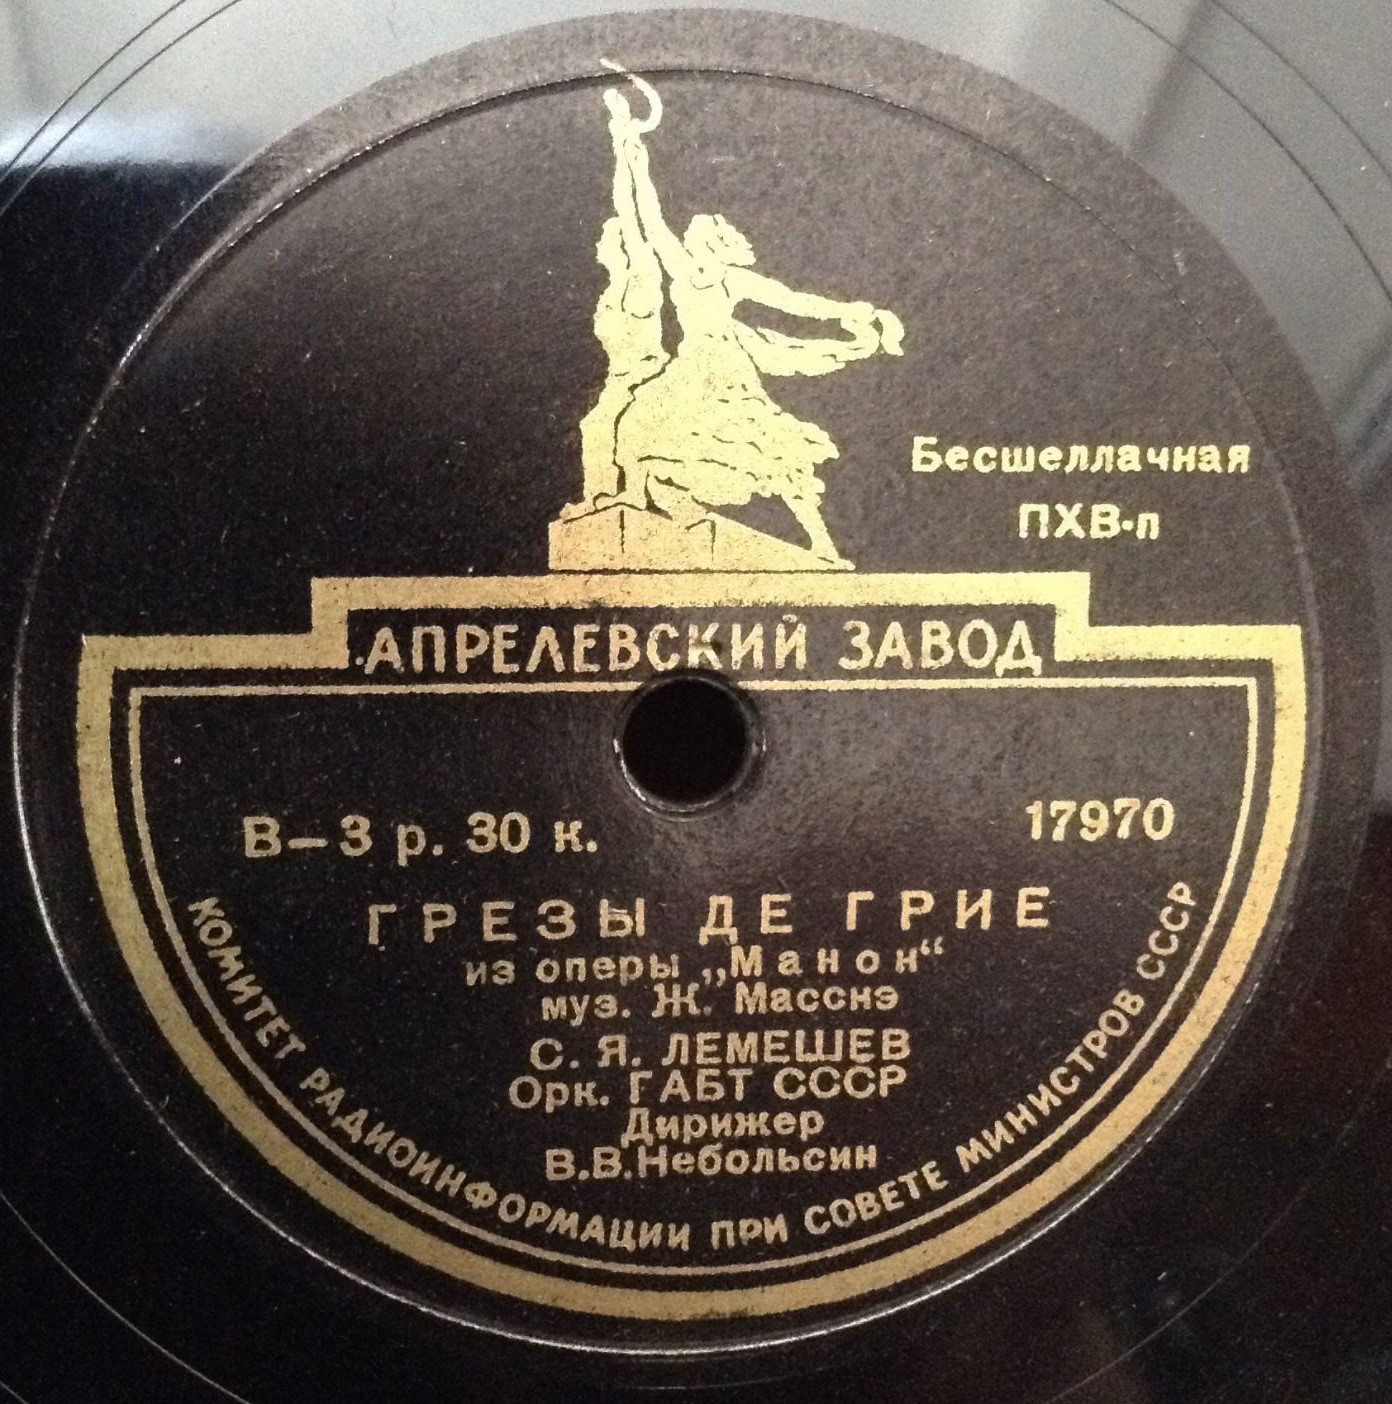 Бесшеллачная
ПХВ-п
АПРЕЛЕВСКИЙ ЗАВОД
В–3 р. 30 к.
17970
ГРЕЗЫ ДЕ ГРИЕ
из оперы „Манон“
муз. Ж. Масснэ
С. Я. ЛЕМЕШЕВ
Орк. ГАБТ СССР
Дирижер
В.В.Небольсин
КОМИТЕТ РАДИОИНФОРМАЦИИ ПРИ СОВЕТЕ МИНИСТРОВ СССР